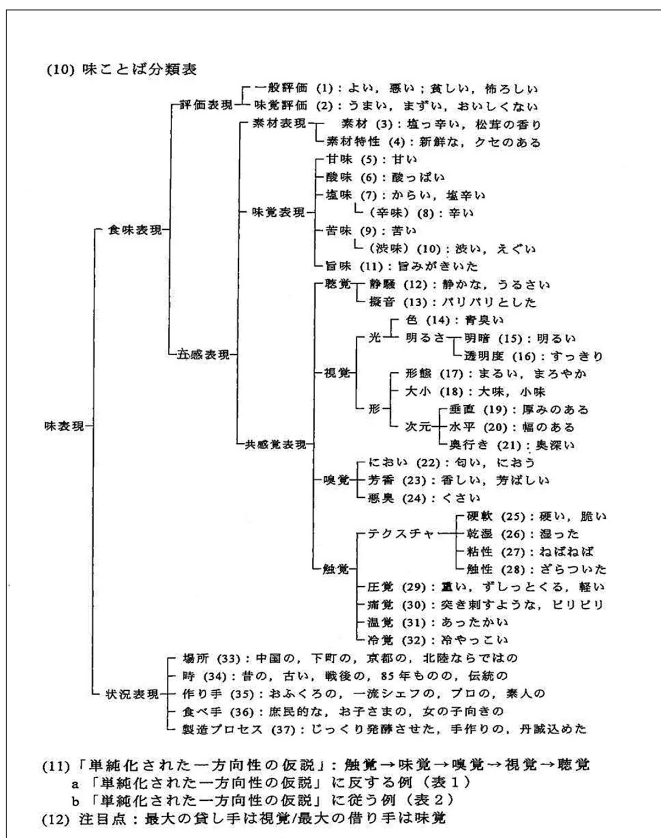 (10) 味ことば分類表
一般評価 (1)：よい，悪い；貧しい，怖ろしい
評価表現
味覚評価 (2)：うまい，まずい，おいしくない
素材表現 素材 (3)：塩っ辛い，松茸の香り
素材特性 (4)：新鮮な，クセのある
甘味 (5)：甘い
酸味 (6)：酸っぱい
塩味 (7)：からい，塩辛い
味覚表現 （辛味）(8)：辛い
食味表現 苦味 (9)：苦い
（渋味）(10)：渋い，えぐい
旨味 (11)：旨みがきいた
聴覚 静騒 (12)：静かな，うるさい
擬音 (13)：パリパリとした
色 (14)：青臭い
光 明るさ 明暗 (15)：明るい
五感表現 透明度 (16)：すっきり
視覚 形態 (17)：まるい，まろやか
大小 (18)：大味，小味
形 垂直 (19)：厚みのある
味表現 次元 水平 (20)：幅のある
共感覚表現 奥行き (21)：奥深い
におい (22)：匂い，におう
嗅覚 芳香 (23)：香しい，芳ばしい
悪臭 (24)：くさい
硬軟 (25)：硬い，脆い
テクスチャ 乾湿 (26)：湿った
粘性 (27)：ねばねば
触覚 触性 (28)：ざらついた
圧覚 (29)：重い，ずしっとくる，軽い
痛覚 (30)：突き刺すような，ピリピリ
温覚 (31)：あったかい
冷覚 (32)：冷やっこい
場所 (33)：中国の，下町の，京都の，北陸ならではの
時 (34)：昔の，古い，戦後の，85年ものの，伝統の
状況表現 作り手 (35)：おふくろの，一流シェフの，プロの，素人の
食べ手 (36)：庶民的な，お子さまの，女の子向きの
製造プロセス (37)：じっくり発酵させた，手作りの，丹誠込めた
(11)「単純化された一方向性の仮説」：触覚→味覚→嗅覚→視覚→聴覚
a 「単純化された一方向性の仮説」に反する例（表１）
b 「単純化された一方向性の仮説」に従う例（表２）
(12) 注目点：最大の貸し手は視覚/最大の借り手は味覚